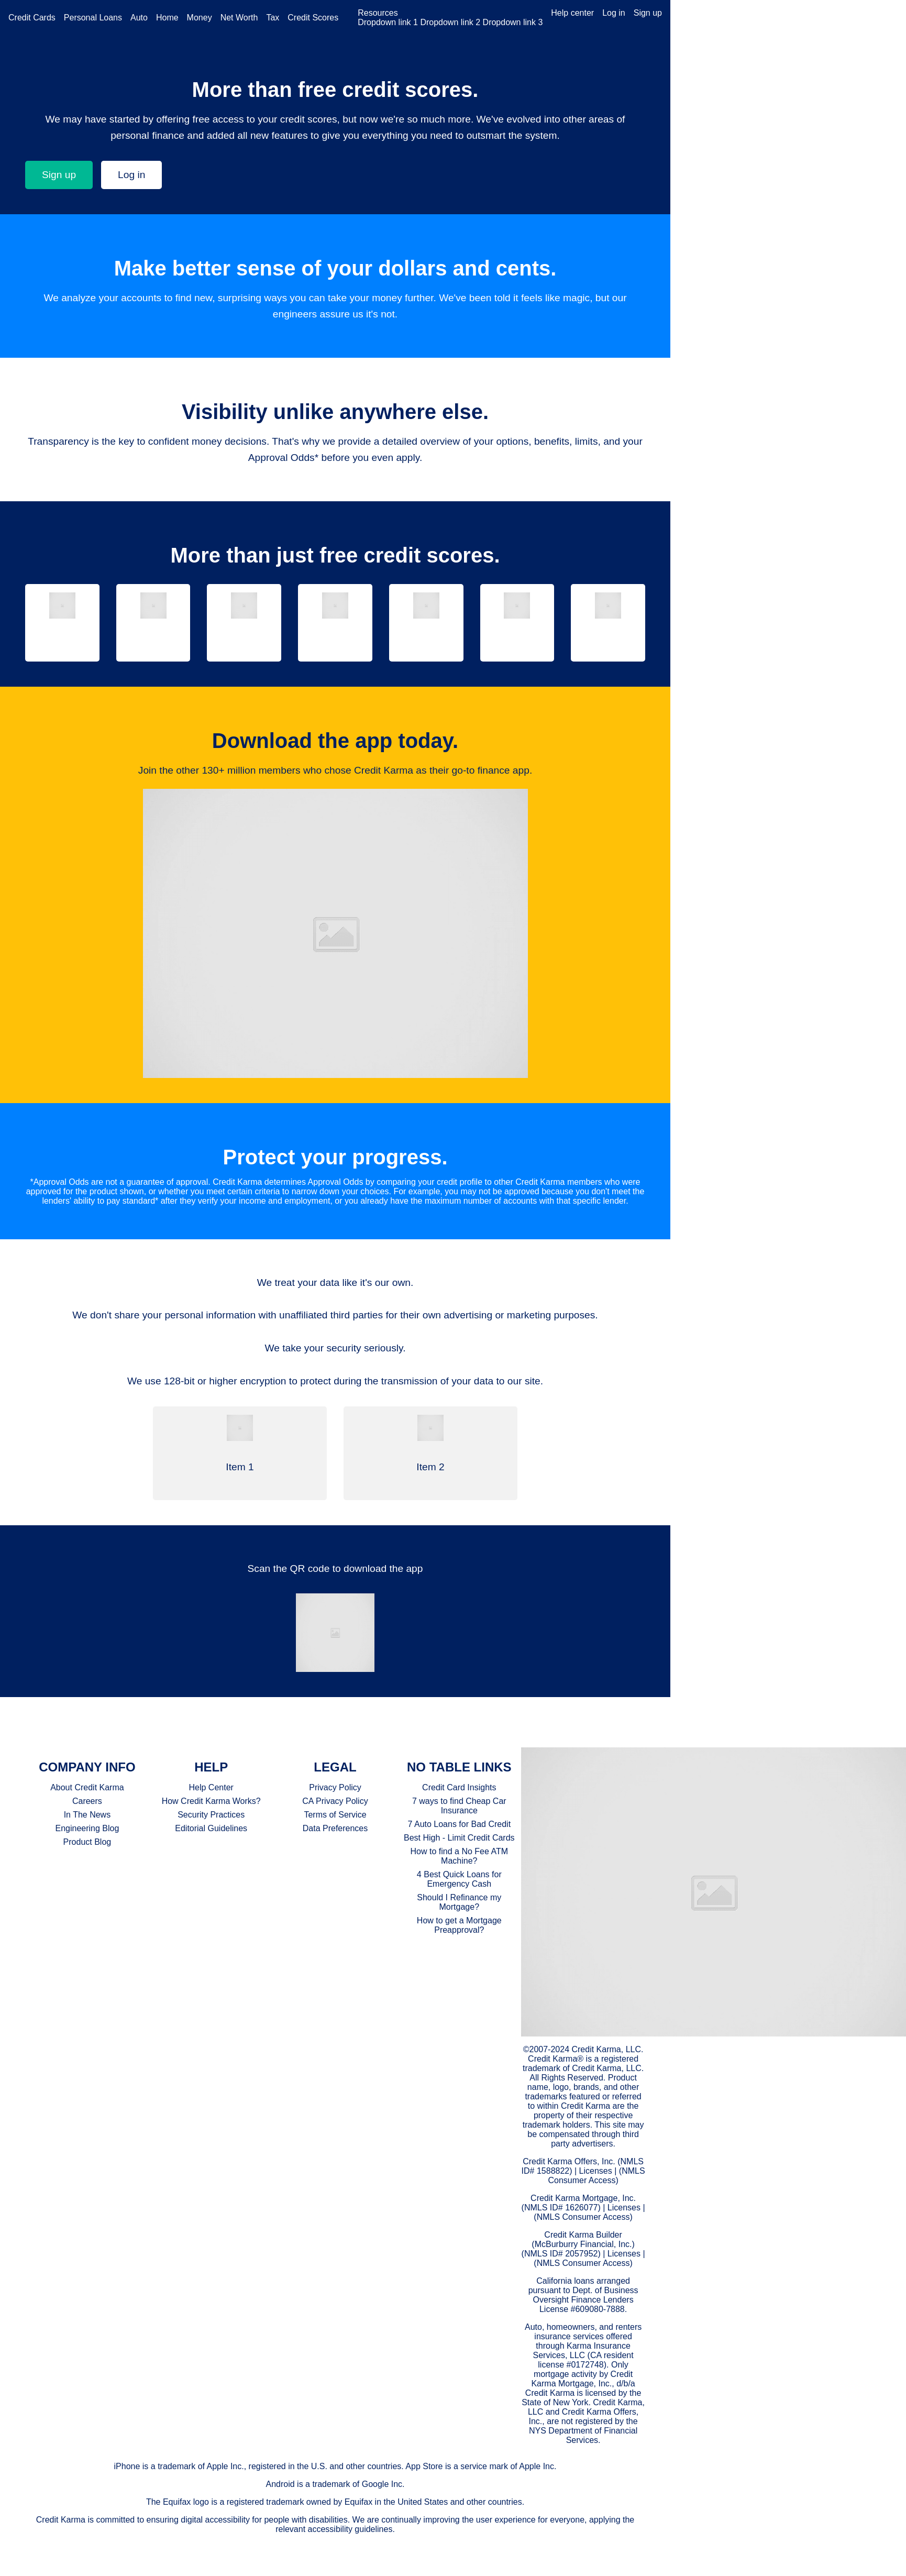 Credit Cards Personal Loans Auto Home Money Net Worth Tax Credit Scores
Resources
Dropdown link 1 Dropdown link 2 Dropdown link 3
Help center Log in Sign up
More than free credit scores.
We may have started by offering free access to your credit scores, but now we're so much more. We've evolved into other areas of
personal finance and added all new features to give you everything you need to outsmart the system.
Sign up Log in
Make better sense of your dollars and cents.
We analyze your accounts to find new, surprising ways you can take your money further. We've been told it feels like magic, but our
engineers assure us it's not.
Visibility unlike anywhere else.
Transparency is the key to confident money decisions. That's why we provide a detailed overview of your options, benefits, limits, and your
Approval Odds* before you even apply.
More than just free credit scores.
Download the app today.
Join the other 130+ million members who chose Credit Karma as their go-to finance app.
Protect your progress.
*Approval Odds are not a guarantee of approval. Credit Karma determines Approval Odds by comparing your credit profile to other Credit Karma members who were
approved for the product shown, or whether you meet certain criteria to narrow down your choices. For example, you may not be approved because you don't meet the
lenders' ability to pay standard* after they verify your income and employment, or you already have the maximum number of accounts with that specific lender.
We treat your data like it's our own.
We don't share your personal information with unaffiliated third parties for their own advertising or marketing purposes.
We take your security seriously.
We use 128-bit or higher encryption to protect during the transmission of your data to our site.
Item 1
Item 2
Scan the QR code to download the app
COMPANY INFO
About Credit Karma
Careers
In The News
Engineering Blog
Product Blog
HELP
Help Center
How Credit Karma Works?
Security Practices
Editorial Guidelines
LEGAL
Privacy Policy
CA Privacy Policy
Terms of Service
Data Preferences
NO TABLE LINKS
Credit Card Insights
7 ways to find Cheap Car
Insurance
7 Auto Loans for Bad Credit
Best High - Limit Credit Cards
How to find a No Fee ATM
Machine?
4 Best Quick Loans for
Emergency Cash
Should I Refinance my
Mortgage?
How to get a Mortgage
Preapproval?
©2007-2024 Credit Karma, LLC.
Credit Karma® is a registered
trademark of Credit Karma, LLC.
All Rights Reserved. Product
name, logo, brands, and other
trademarks featured or referred
to within Credit Karma are the
property of their respective
trademark holders. This site may
be compensated through third
party advertisers.
Credit Karma Offers, Inc. (NMLS
ID# 1588822) | Licenses | (NMLS
Consumer Access)
Credit Karma Mortgage, Inc.
(NMLS ID# 1626077) | Licenses |
(NMLS Consumer Access)
Credit Karma Builder
(McBurburry Financial, Inc.)
(NMLS ID# 2057952) | Licenses |
(NMLS Consumer Access)
California loans arranged
pursuant to Dept. of Business
Oversight Finance Lenders
License #609080-7888.
Auto, homeowners, and renters
insurance services offered
through Karma Insurance
Services, LLC (CA resident
license #0172748). Only
mortgage activity by Credit
Karma Mortgage, Inc., d/b/a
Credit Karma is licensed by the
State of New York. Credit Karma,
LLC and Credit Karma Offers,
Inc., are not registered by the
NYS Department of Financial
Services.
iPhone is a trademark of Apple Inc., registered in the U.S. and other countries. App Store is a service mark of Apple Inc.
Android is a trademark of Google Inc.
The Equifax logo is a registered trademark owned by Equifax in the United States and other countries.
Credit Karma is committed to ensuring digital accessibility for people with disabilities. We are continually improving the user experience for everyone, applying the
relevant accessibility guidelines.